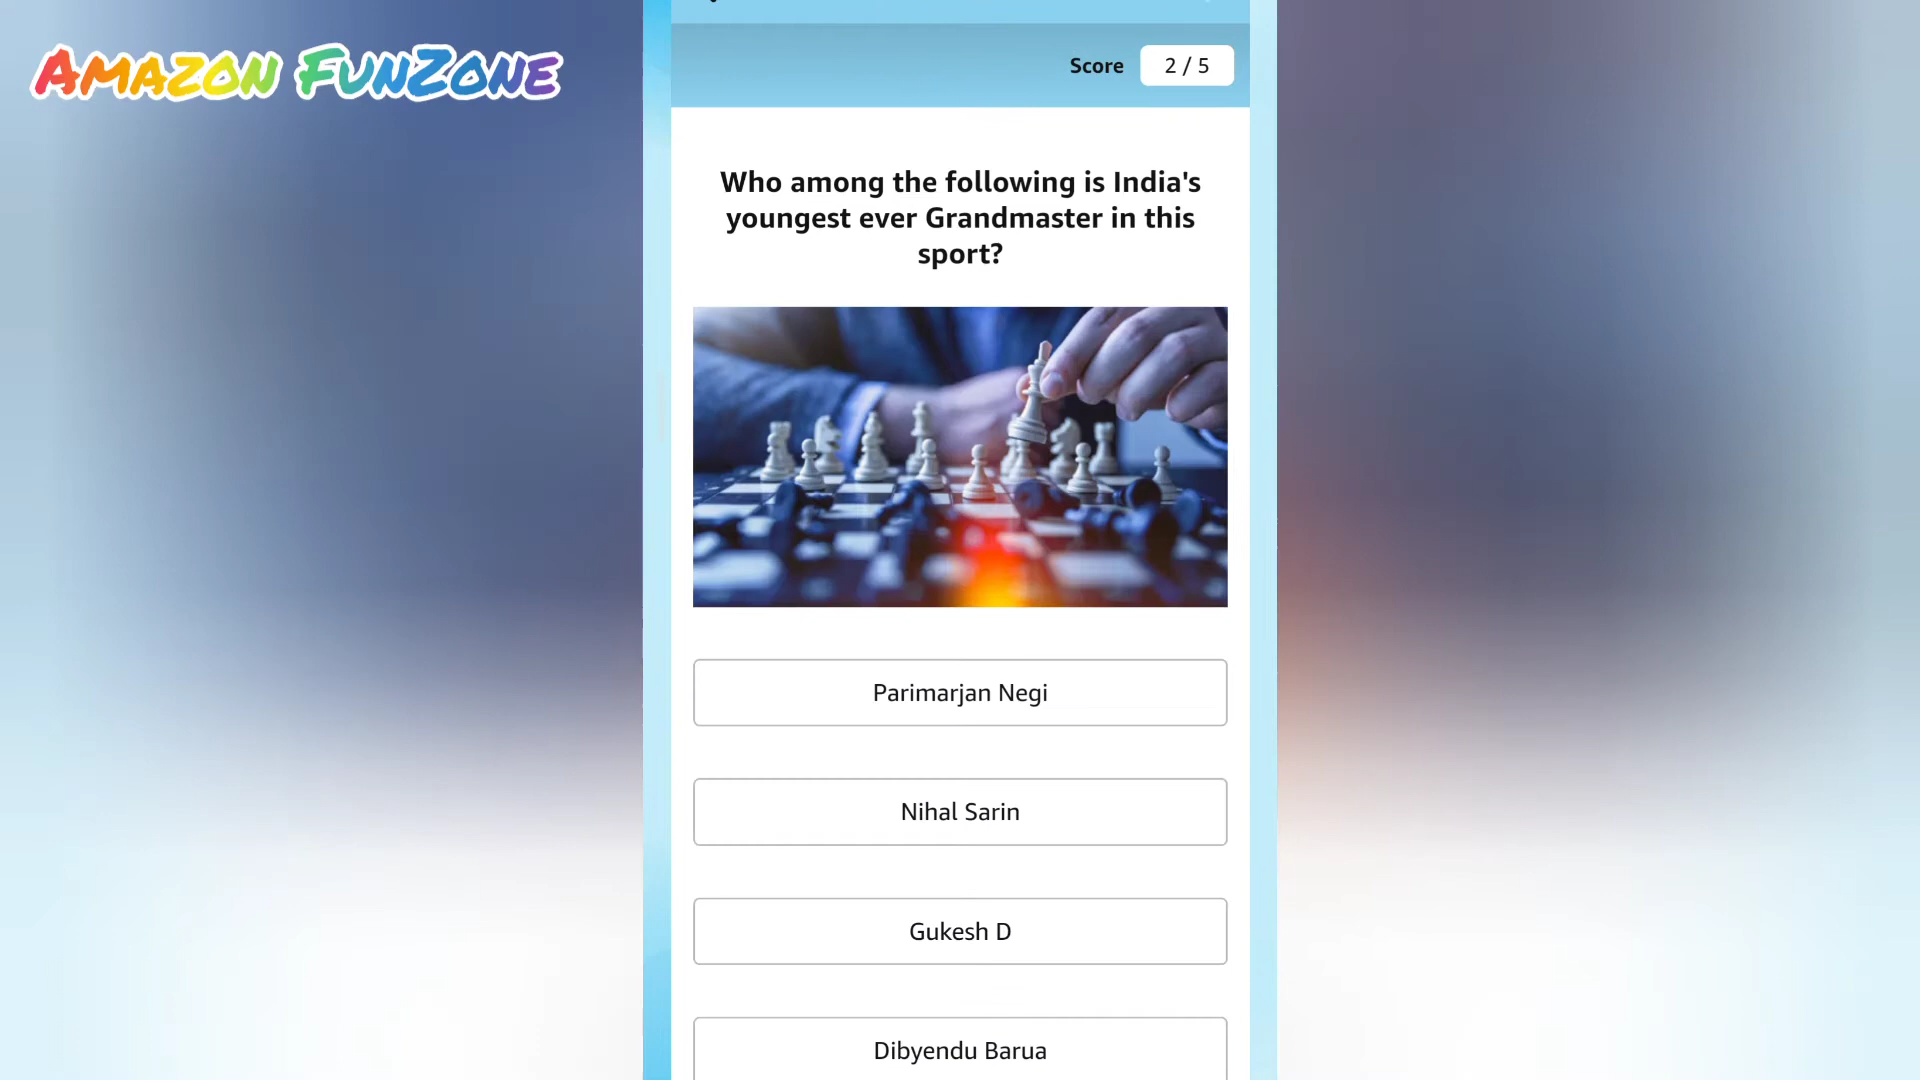 Amazon FunZone
Score 2 / 5
Who among the following is India's
youngest ever Grandmaster in this
sport?
Parimarjan Negi
Nihal Sarin
Gukesh D
Dibyendu Barua